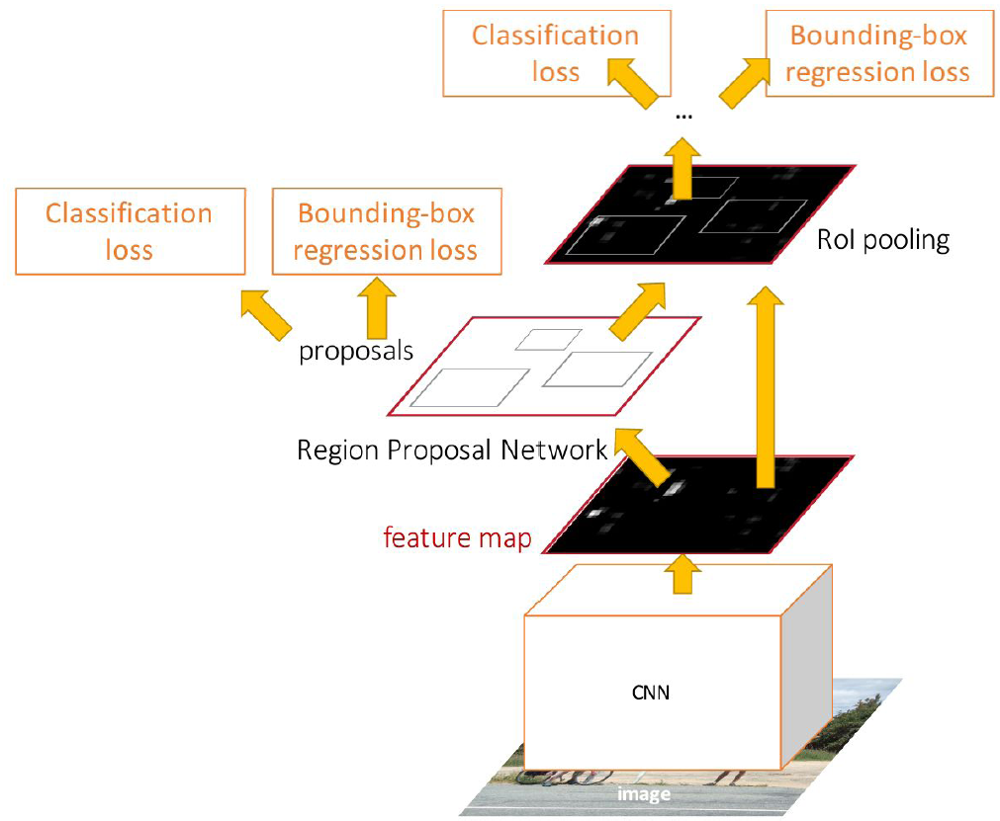 Classification
loss
Bounding-box
regression loss
...
Classification
loss
Bounding-box
regression loss
RoI pooling
proposals
Region Proposal Network
feature map
CNN
image